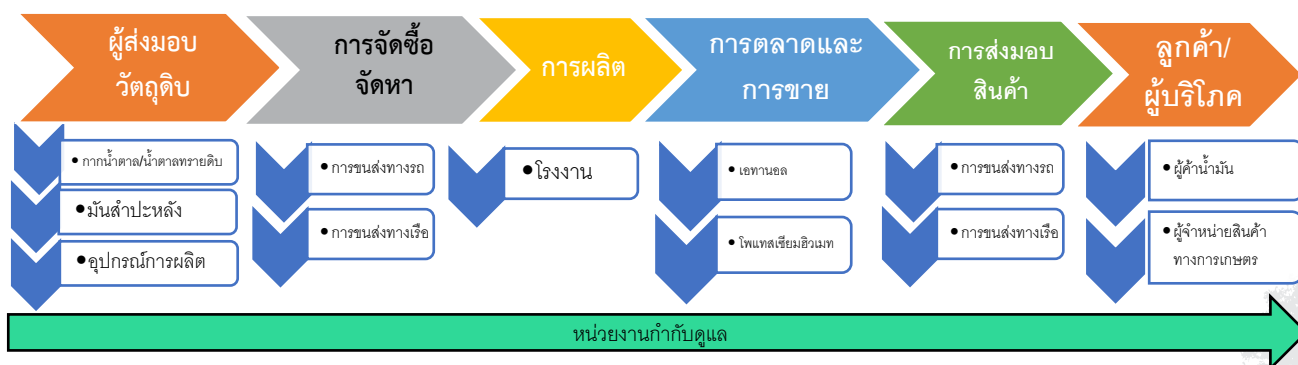 ผู้ส่งมอบ
วัตถุดิบ
การจัดซื้อ
จัดหา
การผลิต
การตลาดและ
การขาย
การส่งมอบ
สินค้า
ลูกค้า/
ผู้บริโภค
• กากน้ำตาล/น้ำตาลทรายดิบ
• มันสำปะหลัง
• อุปกรณ์การผลิต
• การขนส่งทางรถ
• การขนส่งทางเรือ
• โรงงาน
• เอทานอล
• โพแทสเซียมฮิวเมท
• การขนส่งทางรถ
• การขนส่งทางเรือ
• ผู้ค้าน้ำมัน
• ผู้จำหน่ายสินค้า
ทางการเกษตร
หน่วยงานกำกับดูแล